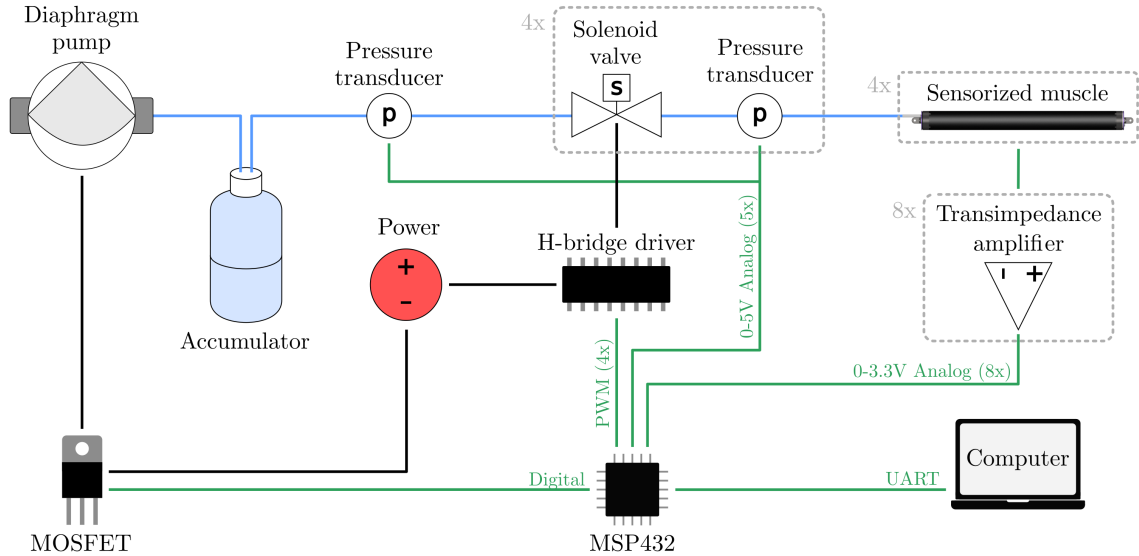 Diaphragm
pump
4x
Solenoid
valve
S
Pressure
transducer
p
Pressure
transducer
p
4x
Sensorized muscle
8x
Transimpedance
amplifier
- +
Power
+
-
H-bridge driver
Accumulator
0-5V Analog (5x)
PWM (4x)
0-3.3V Analog (8x)
Digital
UART
Computer
MOSFET
MSP432